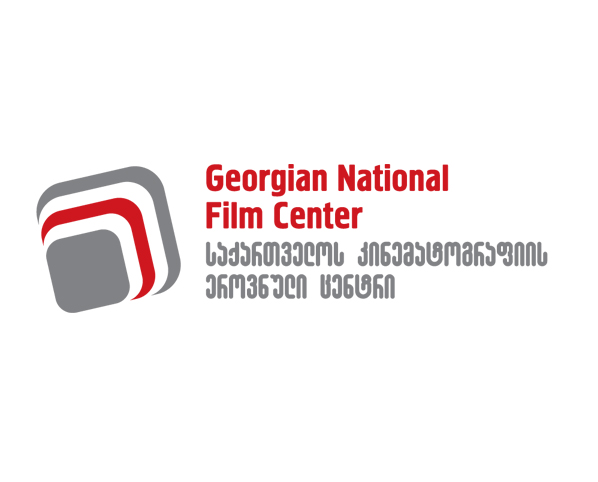 Georgian National
Film Center
საქართველოს კინემატოგრაფიის
ეროვნული ცენტრი